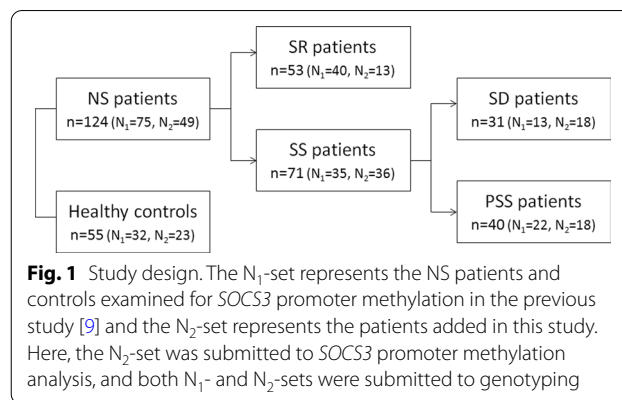 SR patients
n=53 (N₁=40, N₂=13)
NS patients
n=124 (N₁=75, N₂=49)
SD patients
n=31 (N₁=13, N₂=18)
SS patients
n=71 (N₁=35, N₂=36)
Healthy controls
n=55 (N₁=32, N₂=23)
PSS patients
n=40 (N₁=22, N₂=18)
Fig. 1 Study design. The N₁-set represents the NS patients and
controls examined for SOCS3 promoter methylation in the previous
study [9] and the N₂-set represents the patients added in this study.
Here, the N₂-set was submitted to SOCS3 promoter methylation
analysis, and both N₁- and N₂-sets were submitted to genotyping